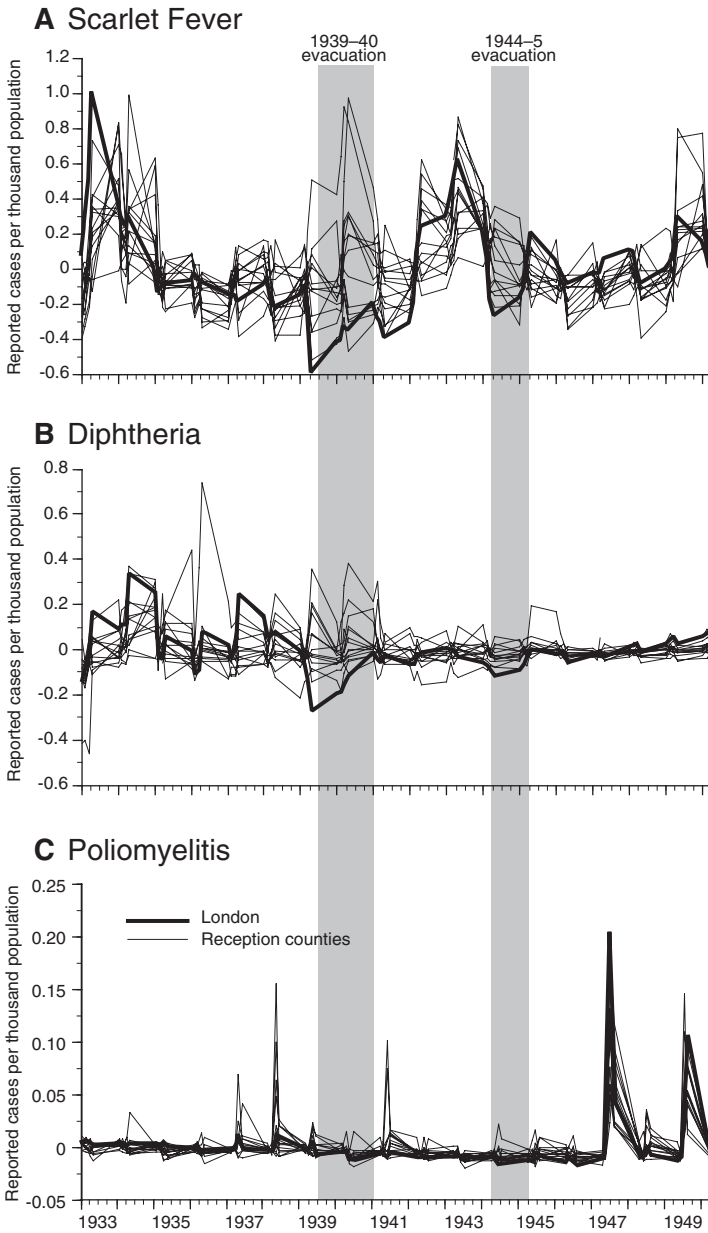 A Scarlet Fever
1939–40
evacuation
1944–5
evacuation
Reported cases per thousand population
1.2
1.0
0.8
0.6
0.4
0.2
0
-0.2
-0.4
-0.6
B Diphtheria
Reported cases per thousand population
0.8
0.6
0.4
0.2
0
-0.2
-0.4
-0.6
C Poliomyelitis
Reported cases per thousand population
0.25
0.20
0.15
0.10
0.05
0
-0.05
London
Reception counties
1933 1935 1937 1939 1941 1943 1945 1947 1949